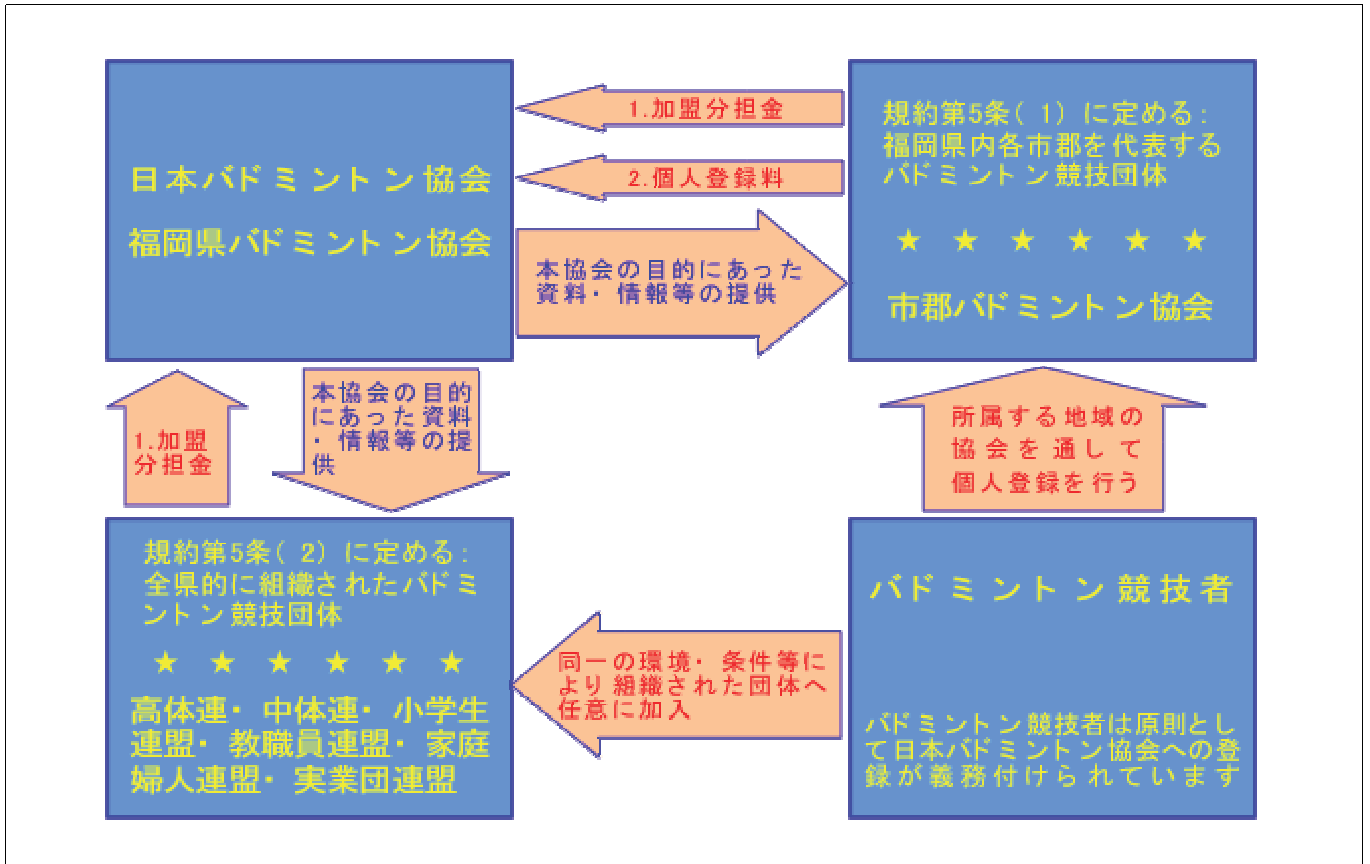 日本バドミントン協会
福岡県バドミントン協会
1.加盟分担金
2.個人登録料
本協会の目的にあった
資料・情報等の提供
規約第5条(1)に定める:
福岡県内各市郡を代表する
バドミントン競技団体
★ ★ ★ ★ ★ ★
市郡バドミントン協会
1.加盟
分担金
本協会の目的
にあった資料
・情報等の提
供
所属する地域の
協会を通して
個人登録を行う
規約第5条(2)に定める:
全県的に組織されたバドミ
ントン競技団体
★ ★ ★ ★ ★ ★
高体連・中体連・小学生
連盟・教職員連盟・家庭
婦人連盟・実業団連盟
同一の環境・条件等に
より組織された団体へ
任意に加入
バドミントン競技者
バドミントン競技者は原則とし
て日本バドミントン協会への登
録が義務付けられています